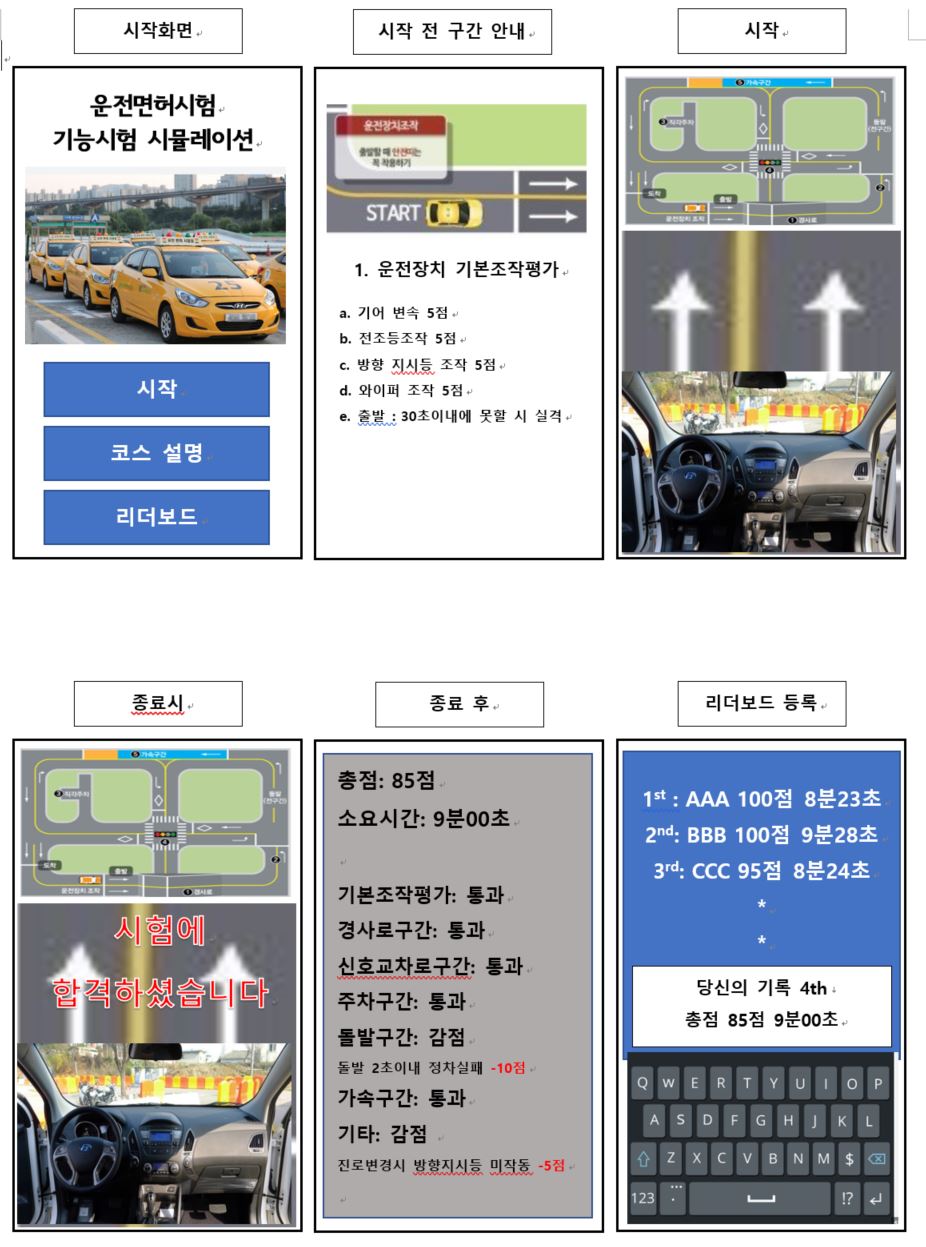 시작화면
시작 전 구간 안내
시작
운전면허시험
기능시험 시뮬레이션
25
시작
코스 설명
리더보드
운전장치조작
출발할 때 안전띠는
꼭 착용하기
START
1. 운전장치 기본조작평가
a. 기어 변속 5점
b. 전조등조작 5점
c. 방향 지시등 조작 5점
d. 와이퍼 조작 5점
e. 출발 : 30초이내에 못할 시 실격
5 가속구간
3 직각주차
돌발
(전구간)
4
2
도착
출발
운전장치 조작
1 경사로
종료시
종료 후
리더보드 등록
5 가속구간
3 직각주차
돌발
(전구간)
4
2
도착
출발
운전장치 조작
1 경사로
시험에
합격하셨습니다
총점: 85점
소요시간: 9분00초
기본조작평가: 통과
경사로구간: 통과
신호교차로구간: 통과
주차구간: 통과
돌발구간: 감점
돌발 2초이내 정차실패 -10점
가속구간: 통과
기타: 감점
진로변경시 방향지시등 미작동 -5점
1st : AAA 100점 8분23초
2nd: BBB 100점 9분28초
3rd: CCC 95점 8분24초
*
*
당신의 기록 4th
총점 85점 9분00초
Q W E R T Y U I O P
A S D F G H J K L
Z X C V B N M $
123 ... . !?